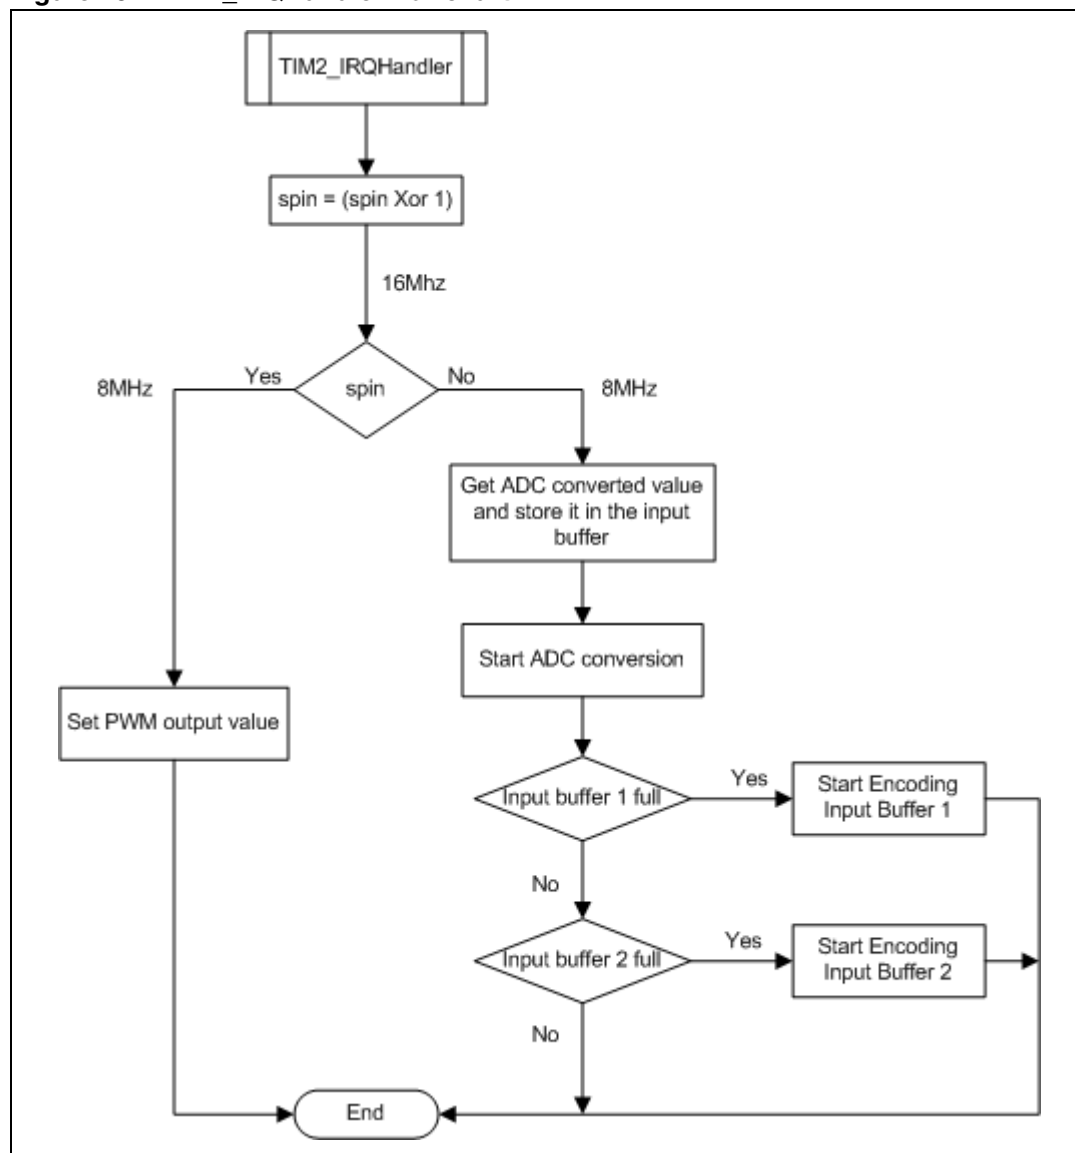 TIM2_IRQHandler
spin = (spin Xor 1)
16Mhz
8MHz
Yes
spin
No
8MHz
Get ADC converted value
and store it in the input
buffer
Start ADC conversion
Set PWM output value
Input buffer 1 full
Yes
Start Encoding
Input Buffer 1
No
Input buffer 2 full
Yes
Start Encoding
Input Buffer 2
No
End